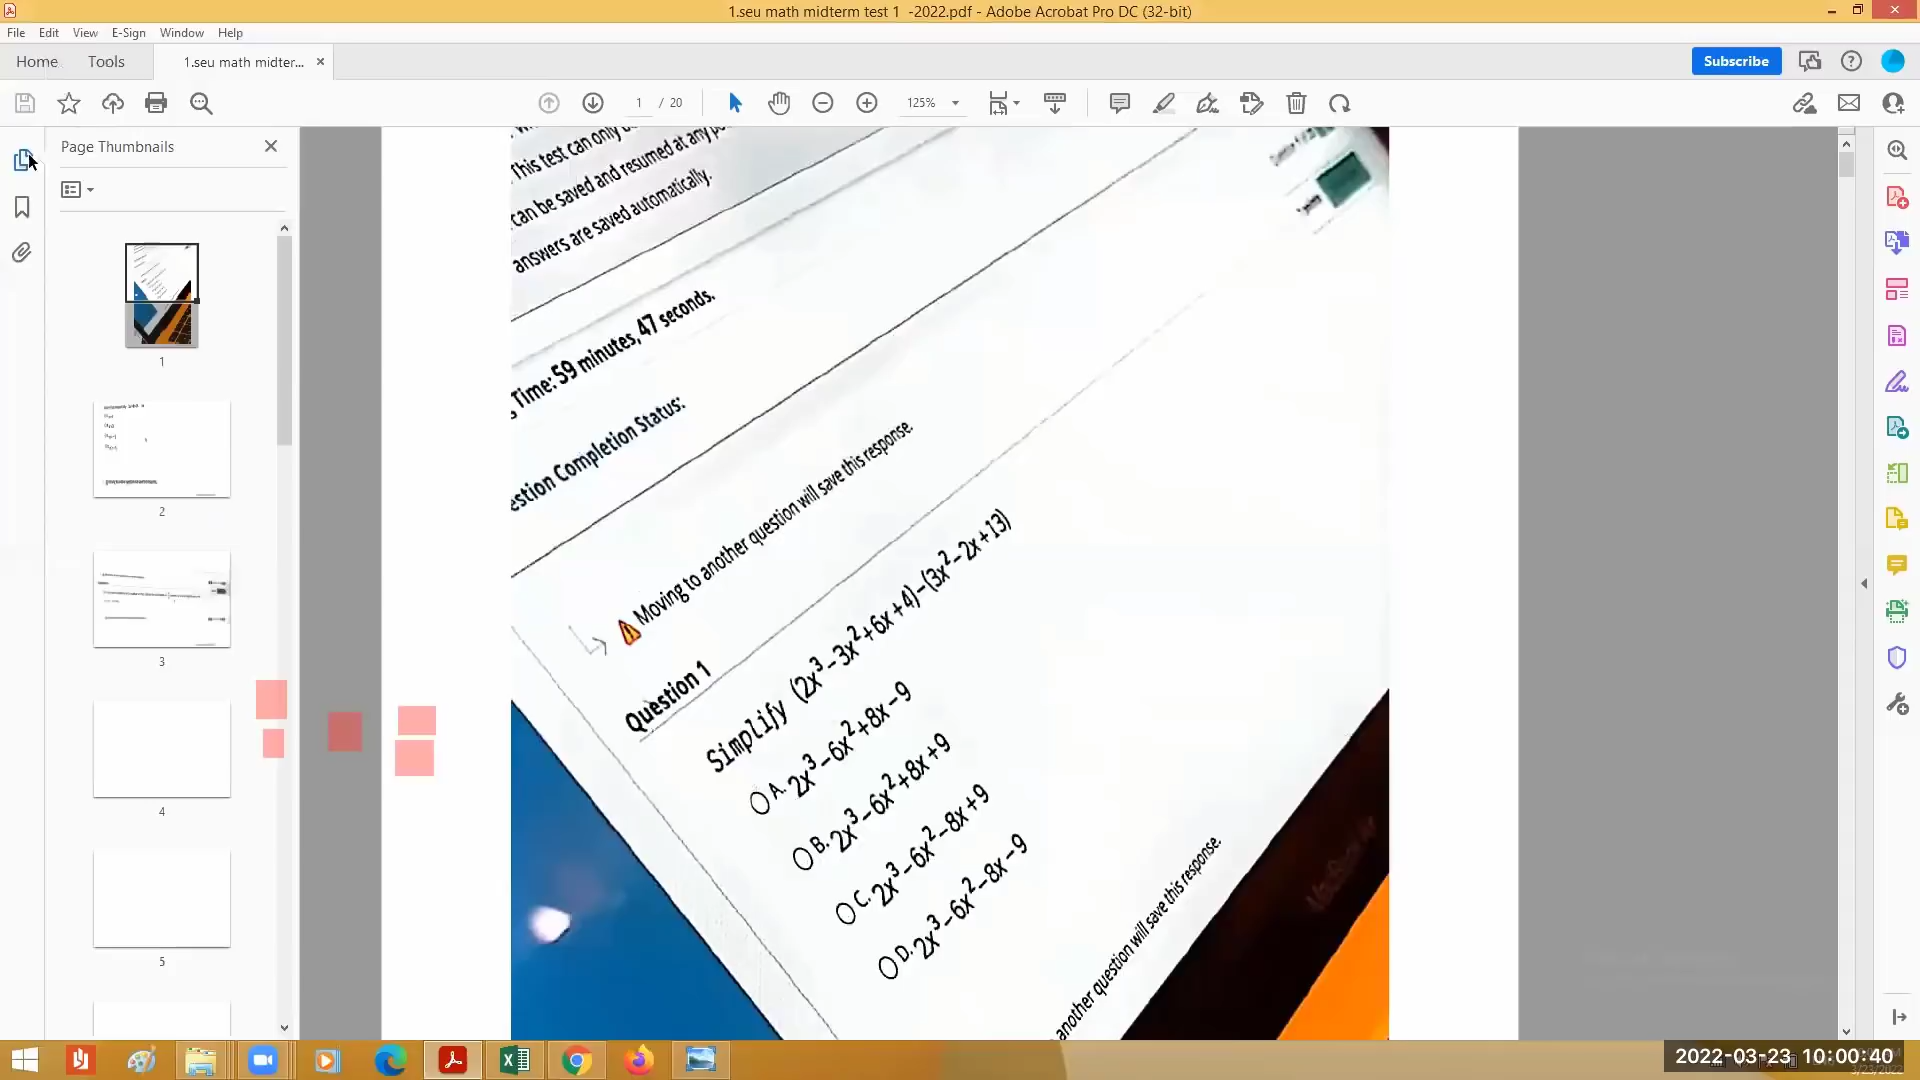 1.seu math midterm test 1 -2022.pdf - Adobe Acrobat Pro DC (32-bit)
File Edit View E-Sign Window Help
Home Tools 1.seu math midter... Subscribe
1 / 20 125%
Page Thumbnails
1
2
3
4
5
This test can only
can be saved and resumed at any
answers are saved automatically.
Time: 59 minutes, 47 seconds.
estion Completion Status:
Moving to another question will save this response.
Question 1
Simplify (2x³−3x²+6x+4)−(3x²−2x+13)
A. 2x³−6x²+8x−9
B. 2x³−6x²+8x+9
C. 2x³−6x²−8x+9
D. 2x³−6x²−8x−9
another question will save this response.
2022-03-23 10:00:40